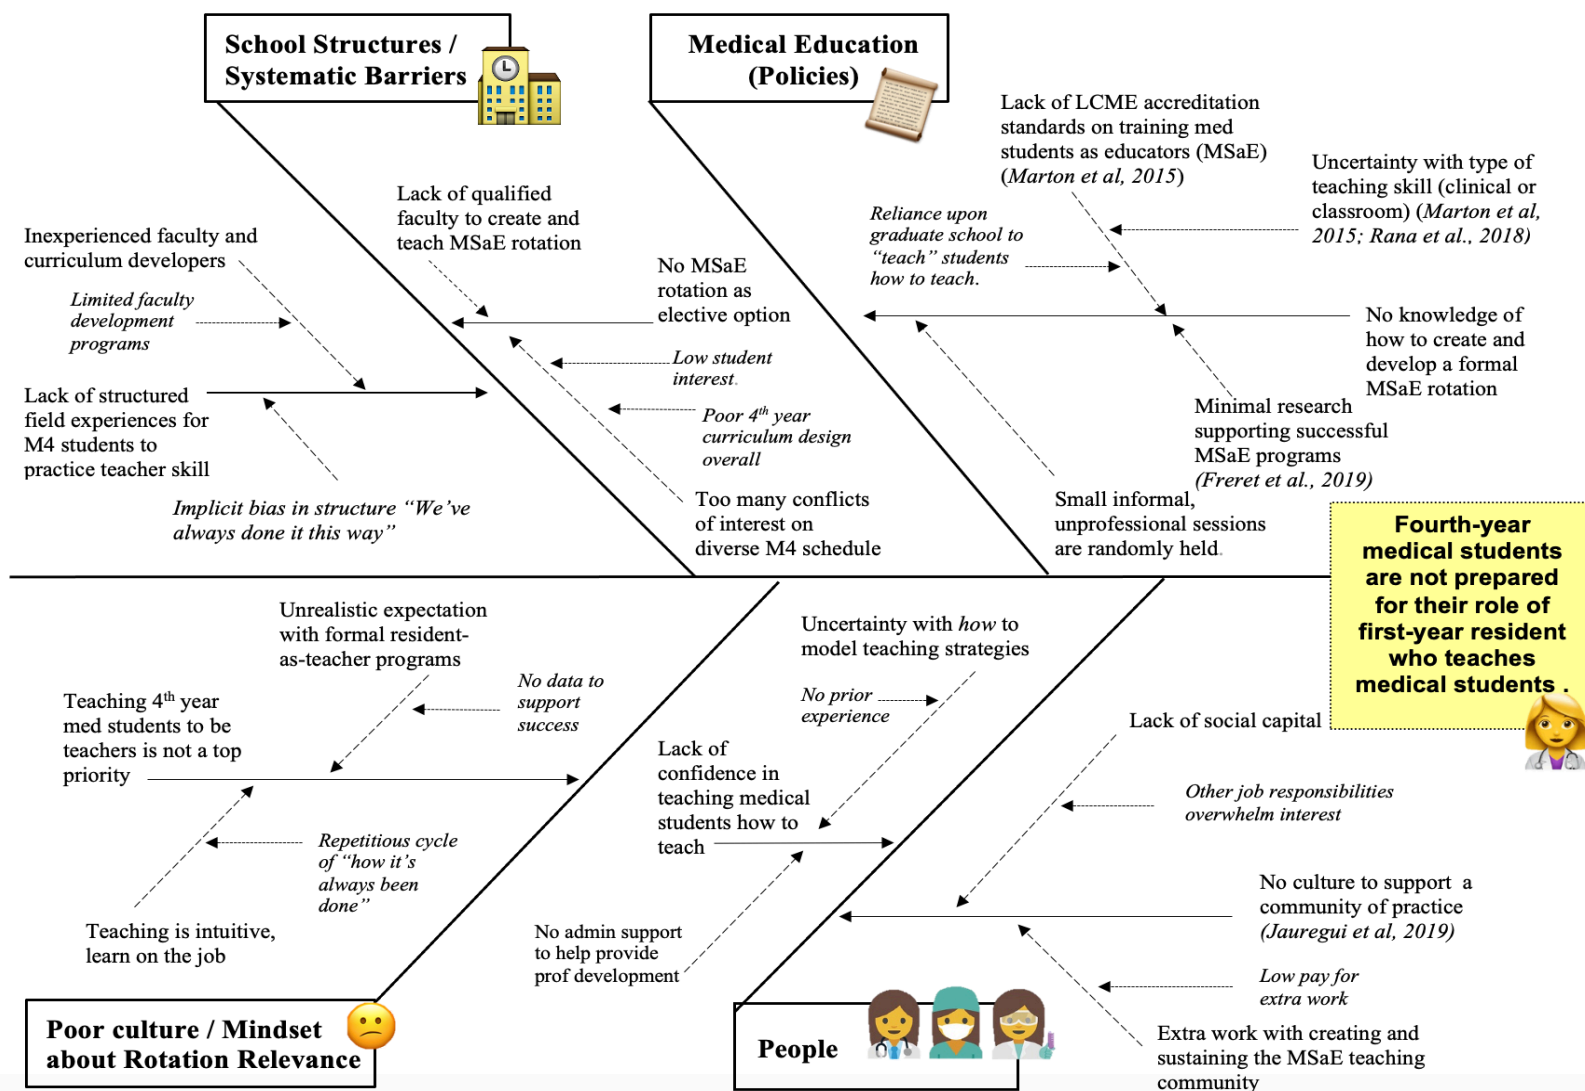 School Structures /
Systematic Barriers
Medical Education
(Policies)
Lack of LCME accreditation
standards on training med
students as educators (MSaE)
(Marton et al, 2015)
Uncertainty with type of
teaching skill (clinical or
classroom) (Marton et al,
2015; Rana et al., 2018)
Lack of qualified
faculty to create and
teach MSaE rotation
Reliance upon
graduate school to
“teach” students
how to teach.
Inexperienced faculty and
curriculum developers
Limited faculty
development
programs
No MSaE
rotation as
elective option
No knowledge of
how to create and
develop a formal
MSaE rotation
Low student
interest.
Lack of structured
field experiences for
M4 students to
practice teacher skill
Poor 4th year
curriculum design
overall
Minimal research
supporting successful
MSaE programs
(Freret et al., 2019)
Implicit bias in structure “We’ve
always done it this way”
Too many conflicts
of interest on
diverse M4 schedule
Small informal,
unprofessional sessions
are randomly held.
Fourth-year
medical students
are not prepared
for their role of
first-year resident
who teaches
medical students .
Unrealistic expectation
with formal resident-
as-teacher programs
Uncertainty with how to
model teaching strategies
No data to
support
success
No prior
experience
Teaching 4th year
med students to be
teachers is not a top
priority
Lack of social capital
Lack of
confidence in
teaching medical
students how to
teach
Other job responsibilities
overwhelm interest
Repetitious cycle
of “how it’s
always been
done”
No culture to support a
community of practice
(Jauregui et al, 2019)
Teaching is intuitive,
learn on the job
No admin support
to help provide
prof development
Low pay for
extra work
Poor culture / Mindset
about Rotation Relevance
People
Extra work with creating and
sustaining the MSaE teaching
community